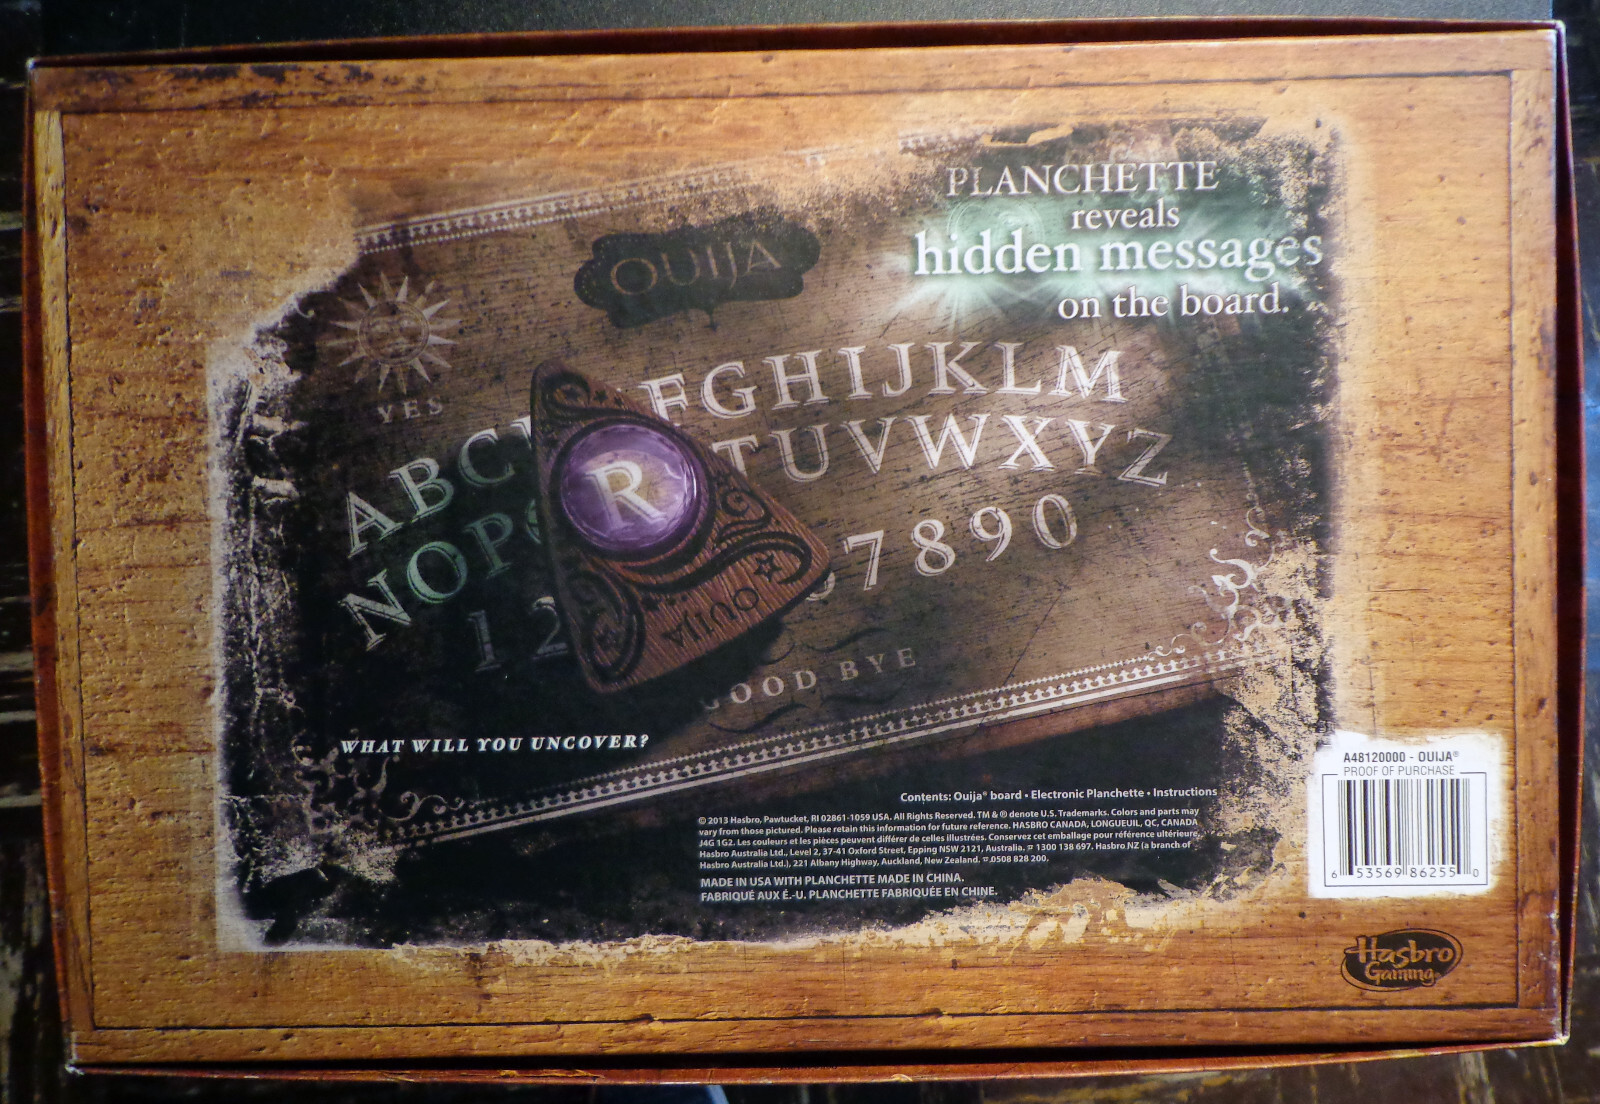 PLANCHETTE
reveals
hidden messages
on the board.
OUIJA
YES
ABC FGHIJKLM
NOP R TUVWXYZ
1 2 7890
OUIJA
GOOD BYE
WHAT WILL YOU UNCOVER?
Contents: Ouija® board • Electronic Planchette • Instructions
© 2013 Hasbro, Pawtucket, RI 02861-1059 USA. All Rights Reserved. TM & ® denote U.S. Trademarks. Colors and parts may
vary from those pictured. Please retain this information for future reference. HASBRO CANADA, LONGUEUIL, QC, CANADA
J4G 1G2. Les couleurs et les pièces peuvent différer de celles illustrées. Conservez cet emballage pour référence ultérieure.
Hasbro Australia Ltd., Level 2, 37-41 Oxford Street, Epping NSW 2121, Australia. ☎ 1300 138 697. Hasbro NZ (a branch of
Hasbro Australia Ltd.), 221 Albany Highway, Auckland, New Zealand. ☎ 0508 828 200.
MADE IN USA WITH PLANCHETTE MADE IN CHINA.
FABRIQUÉ AUX É.-U. PLANCHETTE FABRIQUÉE EN CHINE.
A48120000 - OUIJA®
PROOF OF PURCHASE
6 53569 86255 0
Hasbro
Gaming